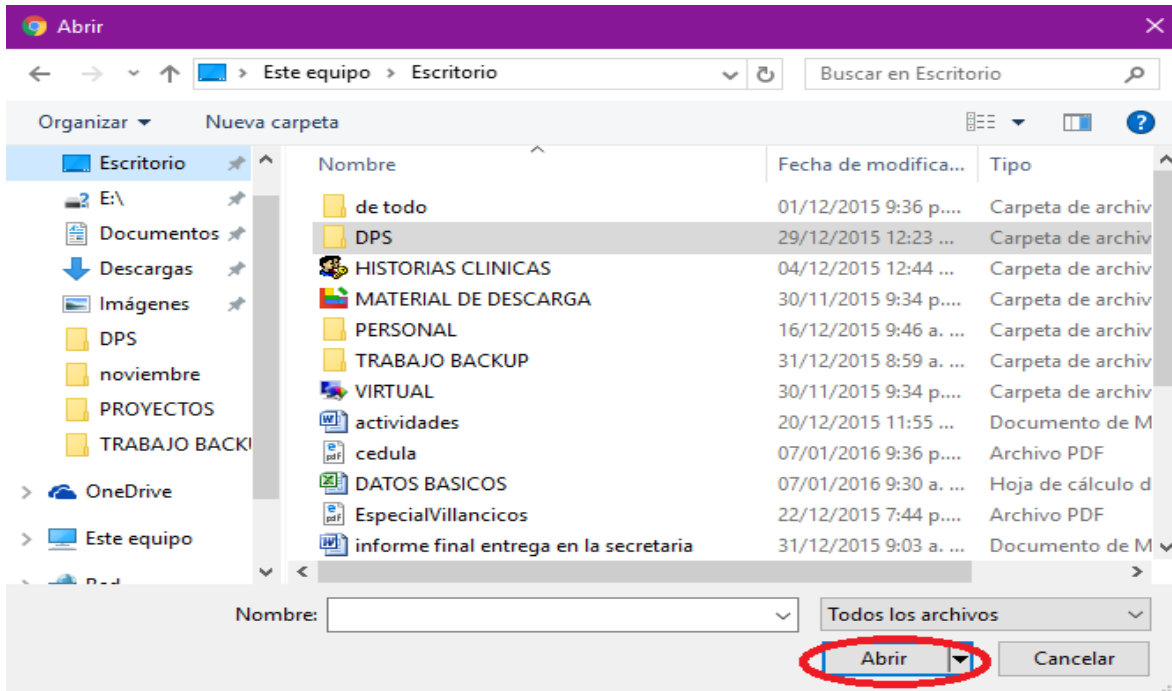 Abrir
Este equipo > Escritorio
Buscar en Escritorio
Organizar
Nueva carpeta
Nombre
Fecha de modifica...
Tipo
Escritorio
E:\
Documentos
Descargas
Imágenes
DPS
noviembre
PROYECTOS
TRABAJO BACKU
OneDrive
Este equipo
Red
de todo 01/12/2015 9:36 p.... Carpeta de archiv
DPS 29/12/2015 12:23 ... Carpeta de archiv
HISTORIAS CLINICAS 04/12/2015 12:44 ... Carpeta de archiv
MATERIAL DE DESCARGA 30/11/2015 9:34 p.... Carpeta de archiv
PERSONAL 16/12/2015 9:46 a. ... Carpeta de archiv
TRABAJO BACKUP 31/12/2015 8:59 a. ... Carpeta de archiv
VIRTUAL 30/11/2015 9:34 p.... Carpeta de archiv
actividades 20/12/2015 11:55 ... Documento de M
cedula 07/01/2016 9:36 p.... Archivo PDF
DATOS BASICOS 07/01/2016 9:30 a. ... Hoja de cálculo d
EspecialVillancicos 22/12/2015 7:44 p.... Archivo PDF
informe final entrega en la secretaria 31/12/2015 9:03 a. ... Documento de M
Nombre:
Todos los archivos
Abrir
Cancelar